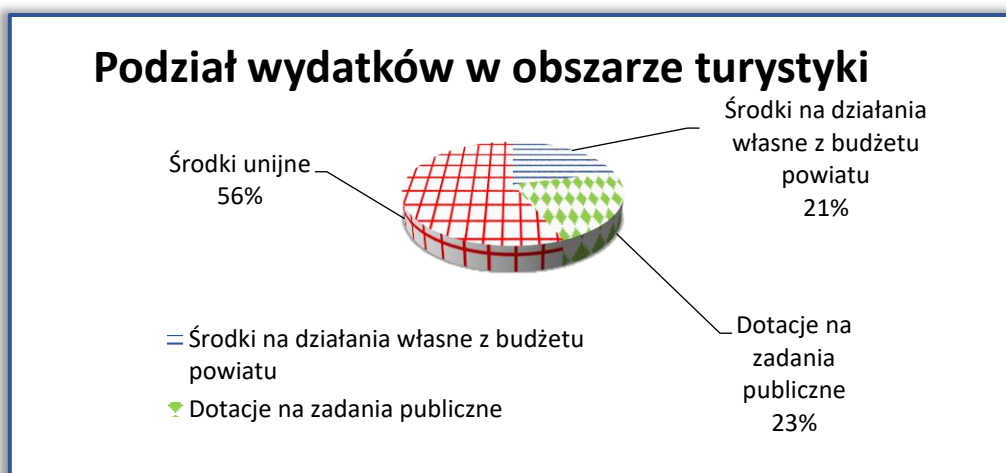 Podział wydatków w obszarze turystyki
Środki na działania
własne z budżetu
powiatu
21%
Środki unijne
56%
Dotacje na
zadania
publiczne
23%
Środki na działania własne z budżetu
powiatu
Dotacje na zadania publiczne